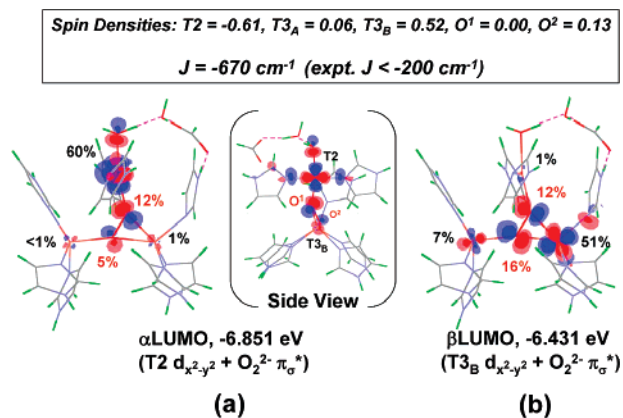 Spin Densities: T2 = -0.61, T3A = 0.06, T3B = 0.52, O1 = 0.00, O2 = 0.13
J = -670 cm-1 (expt. J < -200 cm-1)
60%
12%
<1%
5%
1%
T2
O1
O2
T3B
Side View
1%
12%
7%
51%
16%
αLUMO, -6.851 eV
(T2 dx2-y2 + O22- πσ*)
βLUMO, -6.431 eV
(T3B dx2-y2 + O22- πσ*)
(a)
(b)